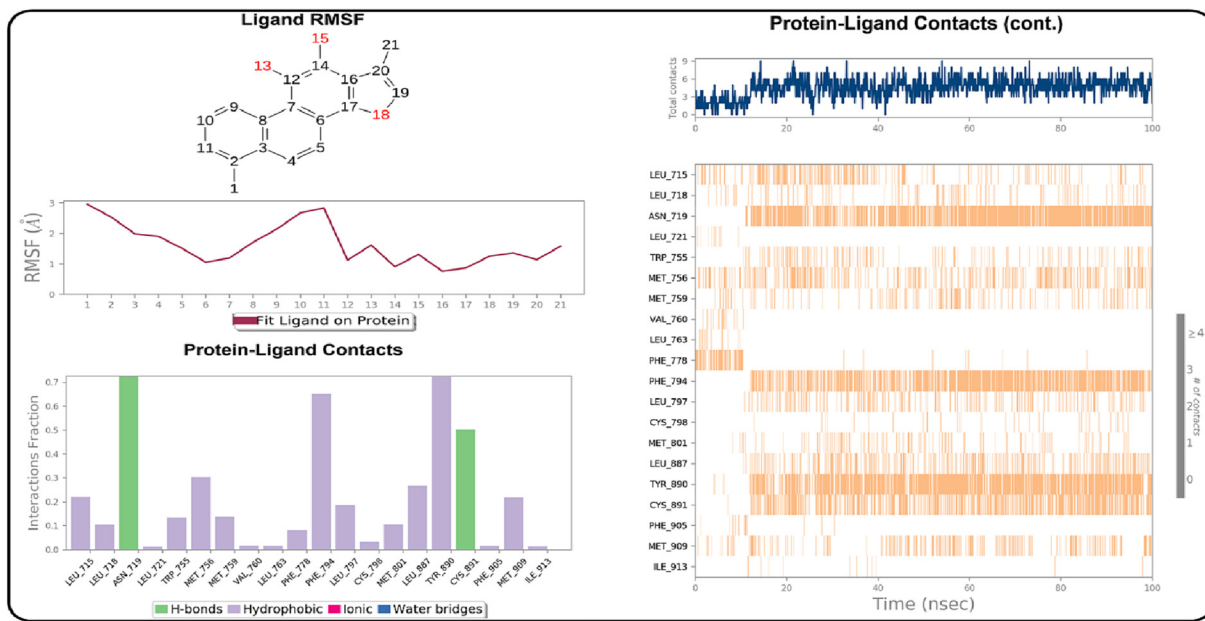 Ligand RMSF
15
21
13
14
12
16
20
19
9
7
17
18
10
8
6
11
3
5
2
4
1
RMSF (Å)
3
2
1
0
1 2 3 4 5 6 7 8 9 10 11 12 13 14 15 16 17 18 19 20 21
Fit Ligand on Protein
Protein-Ligand Contacts
Interactions Fraction
0.7
0.6
0.5
0.4
0.3
0.2
0.1
0.0
LEU_715 LEU_718 ASN_719 LEU_721 TRP_755 MET_756 MET_759 VAL_760 LEU_763 PHE_778 PHE_794 LEU_797 CYS_798 MET_801 LEU_887 TYR_890 CYS_891 PHE_905 MET_909 ILE_913
H-bonds Hydrophobic Ionic Water bridges
Protein-Ligand Contacts (cont.)
Total contacts
9
6
3
0
0 20 40 60 80 100
LEU_715
LEU_718
ASN_719
LEU_721
TRP_755
MET_756
MET_759
VAL_760
LEU_763
PHE_778
PHE_794
LEU_797
CYS_798
MET_801
LEU_887
TYR_890
CYS_891
PHE_905
MET_909
ILE_913
0 20 40 60 80 100
Time (nsec)
≥4
3
2
1
0
# of contacts